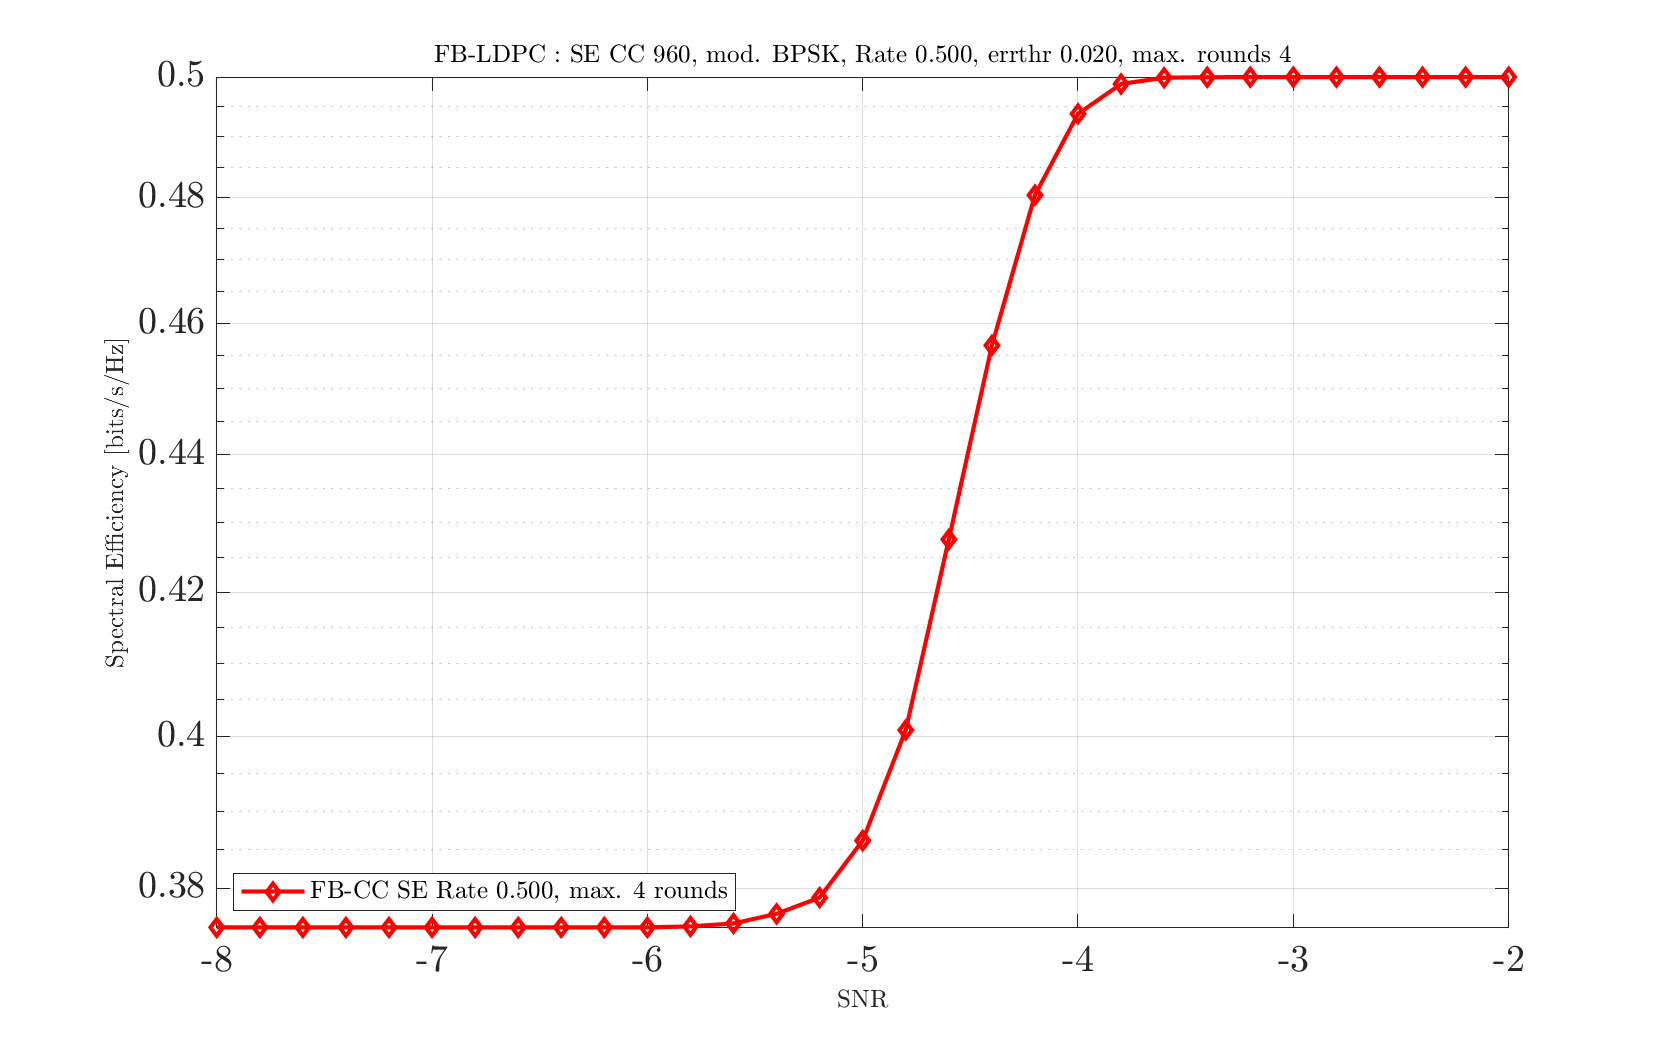 FB-LDPC : SE CC 960, mod. BPSK, Rate 0.500, errthr 0.020, max. rounds 4
0.5
0.48
0.46
0.44
0.42
0.4
0.38
Spectral Efficiency [bits/s/Hz]
FB-CC SE Rate 0.500, max. 4 rounds
-8 -7 -6 -5 -4 -3 -2
SNR